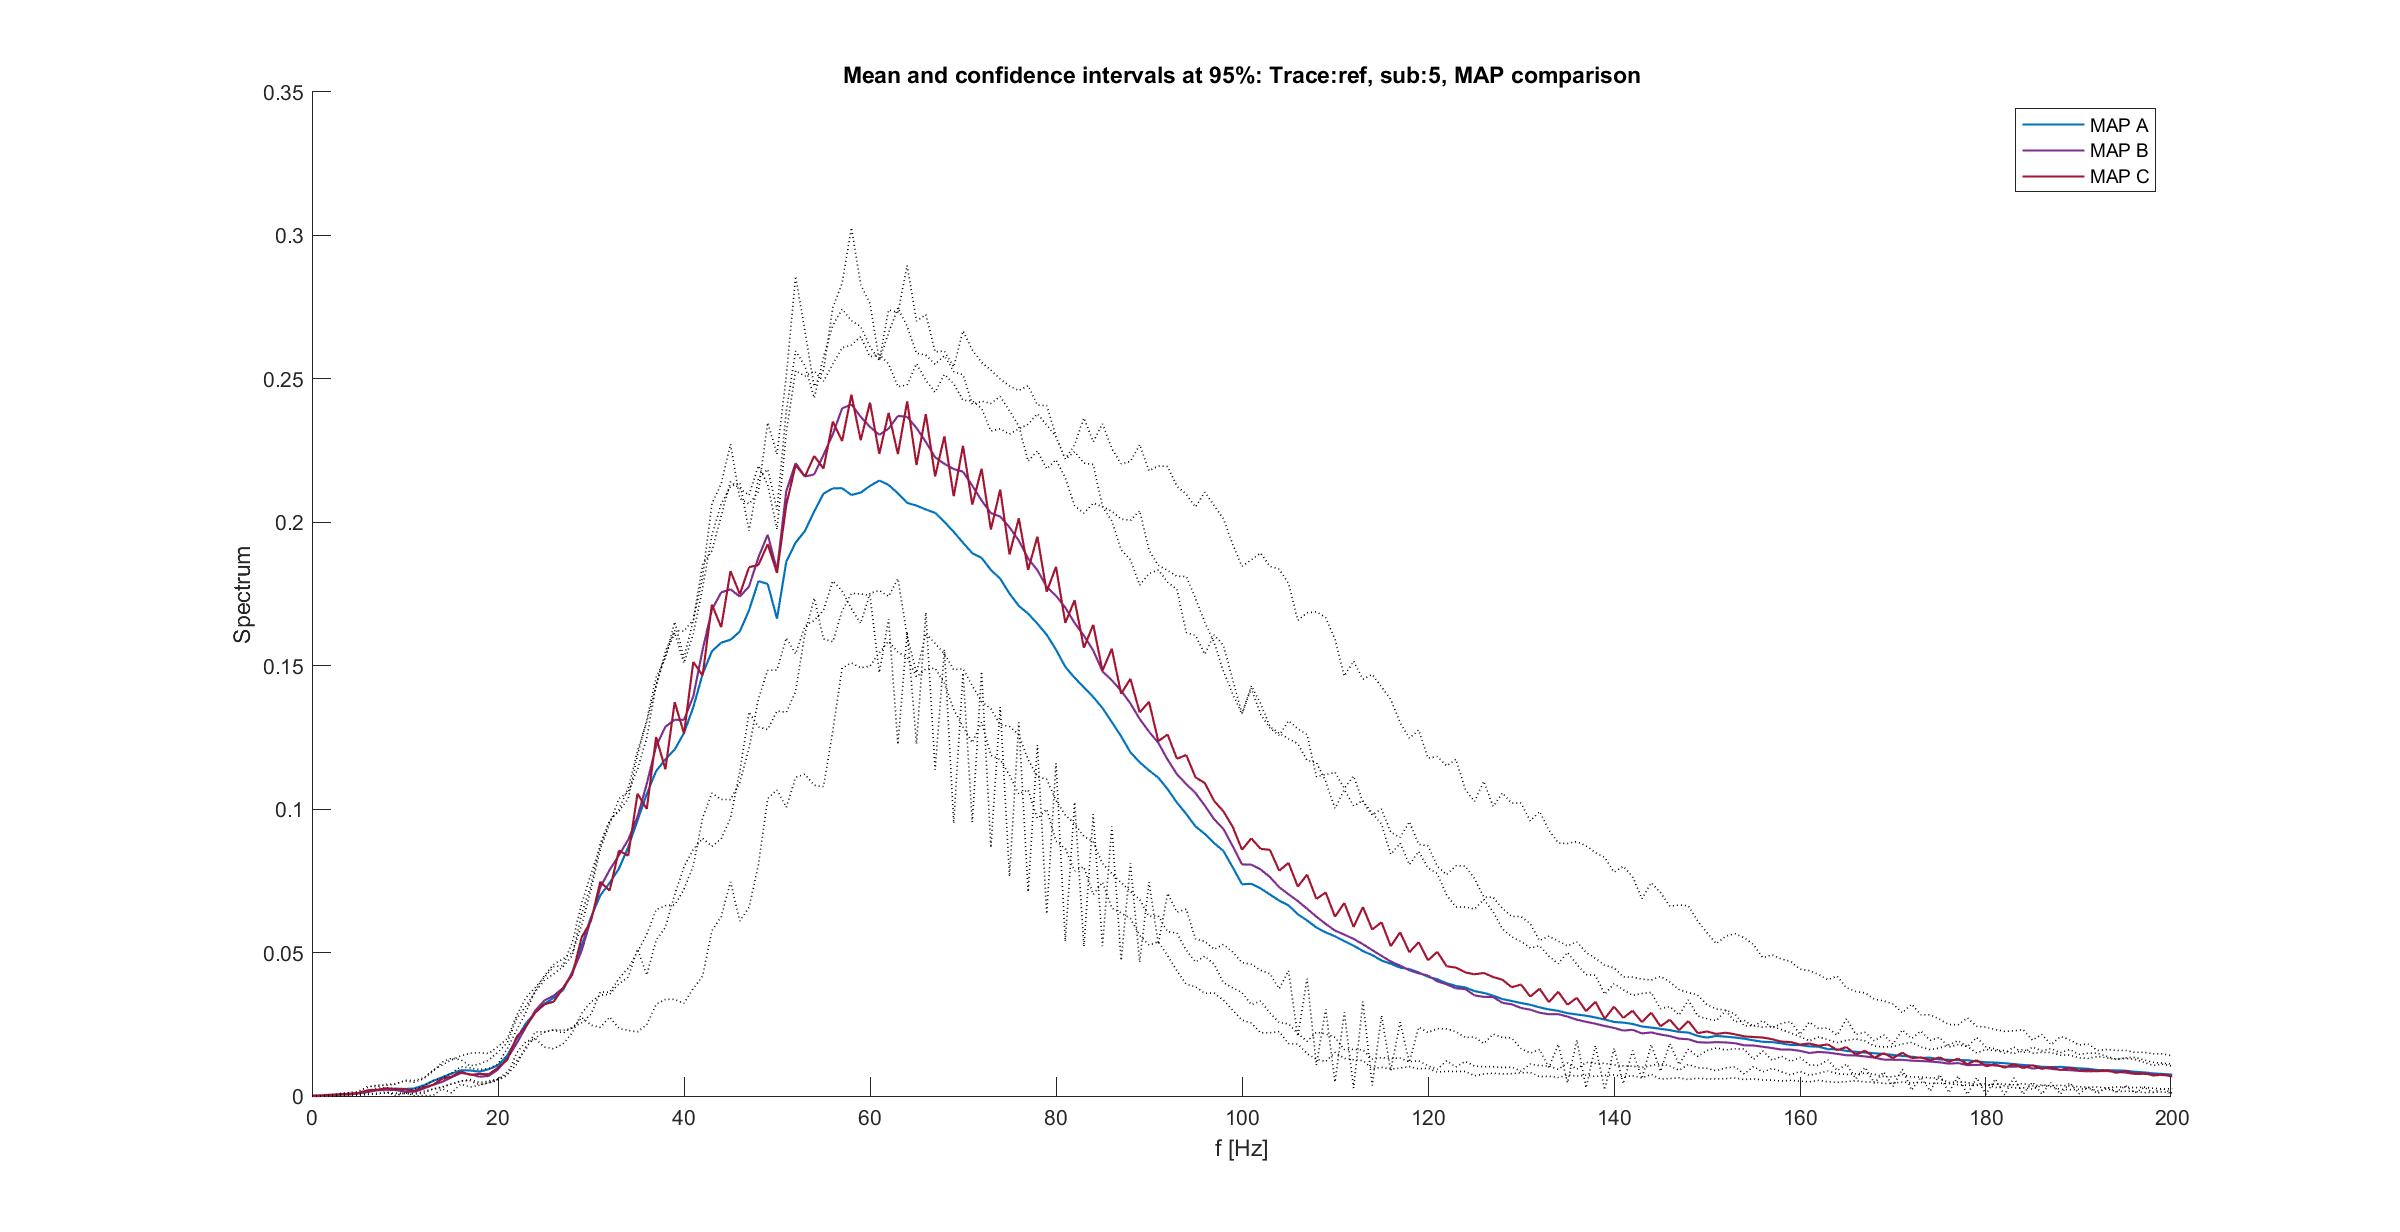 Mean and confidence intervals at 95%: Trace:ref, sub:5, MAP comparison
0.35
0.3
0.25
0.2
0.15
0.1
0.05
0
Spectrum
MAP A
MAP B
MAP C
0 20 40 60 80 100 120 140 160 180 200
f [Hz]